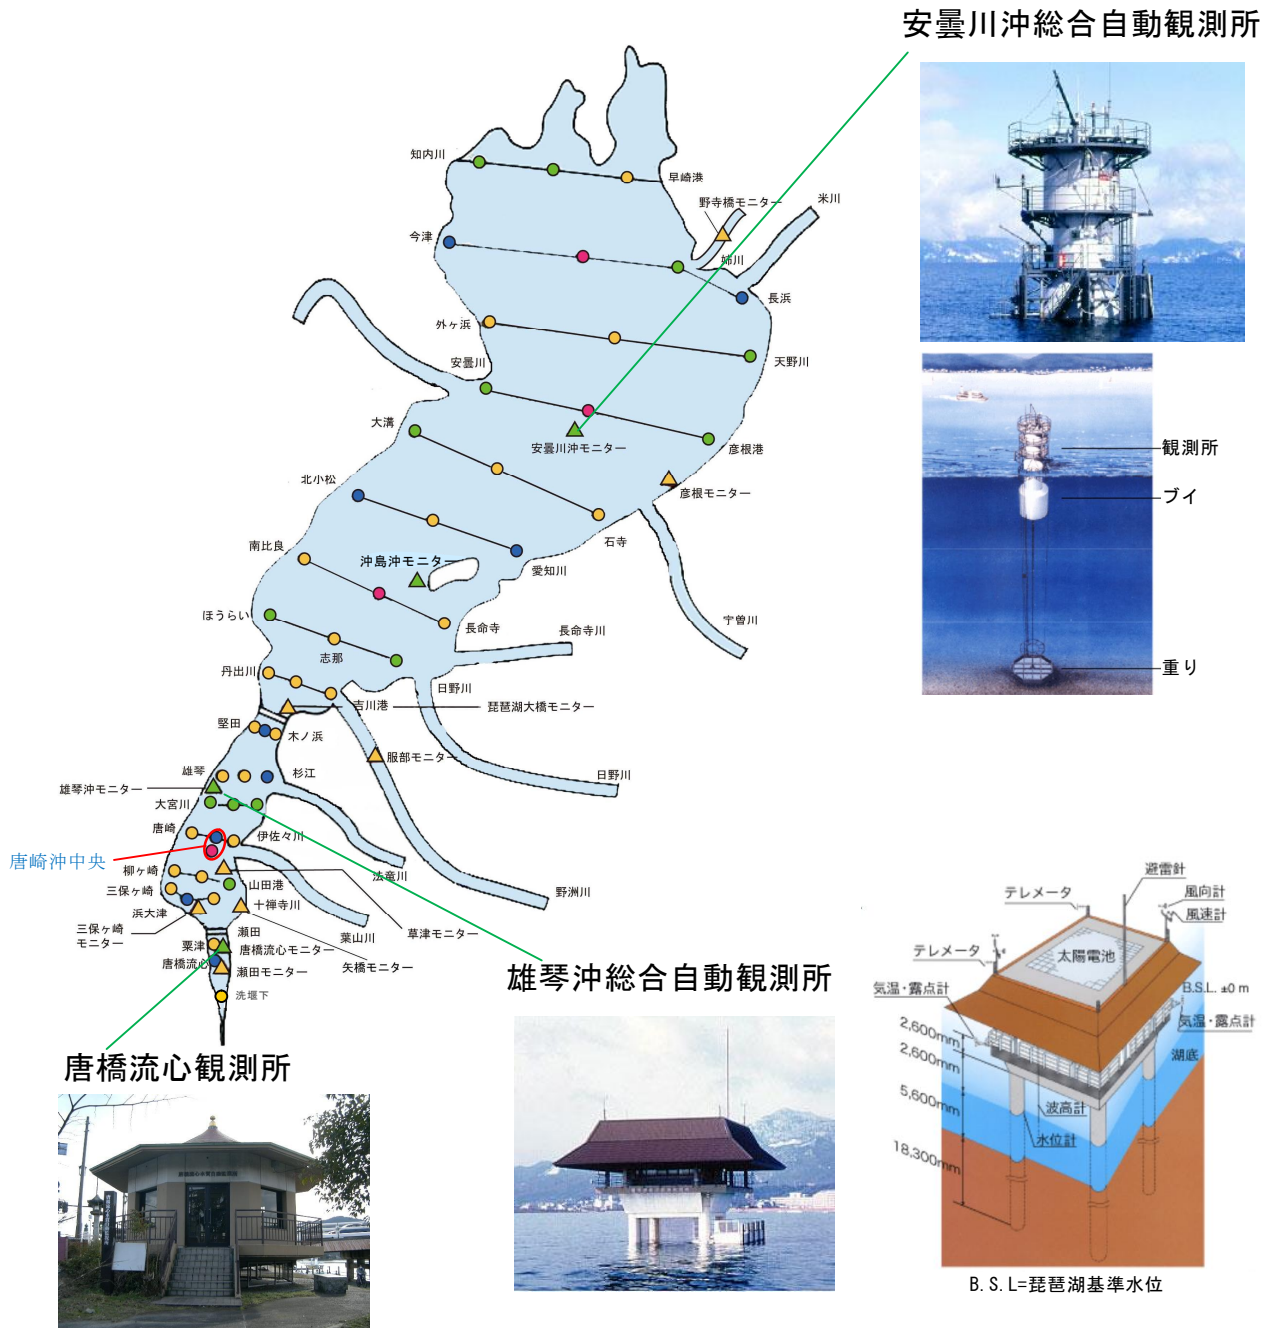 安曇川沖総合自動観測所
知内川
早崎港
野寺橋モニター
米川
今津
姉川
長浜
外ヶ浜
天野川
安曇川
大溝
安曇川沖モニター
彦根港
北小松
彦根モニター
石寺
南比良
沖島沖モニター
愛知川
ほうらい
長命寺
長命寺川
宇曽川
志那
丹出川
日野川
吉川港
琵琶湖大橋モニター
堅田
木ノ浜
服部モニター
雄琴
杉江
日野川
雄琴沖モニター
大宮川
唐崎
伊佐々川
唐崎沖中央
柳ヶ崎
法竜川
三保ヶ崎
山田港
野洲川
浜大津
十禅寺川
三保ヶ崎
モニター
葉山川
草津モニター
瀬田
粟津
唐橋流心モニター
矢橋モニター
唐橋流心
瀬田モニター
洗堰下
観測所
ブイ
重り
雄琴沖総合自動観測所
唐橋流心観測所
避雷針
テレメータ
風向計
風速計
テレメータ
太陽電池
気温・露点計
B.S.L. ±0m
気温・露点計
2,600mm
2,600mm
湖底
5,600mm
波高計
水位計
18,300mm
B.S.L=琵琶湖基準水位